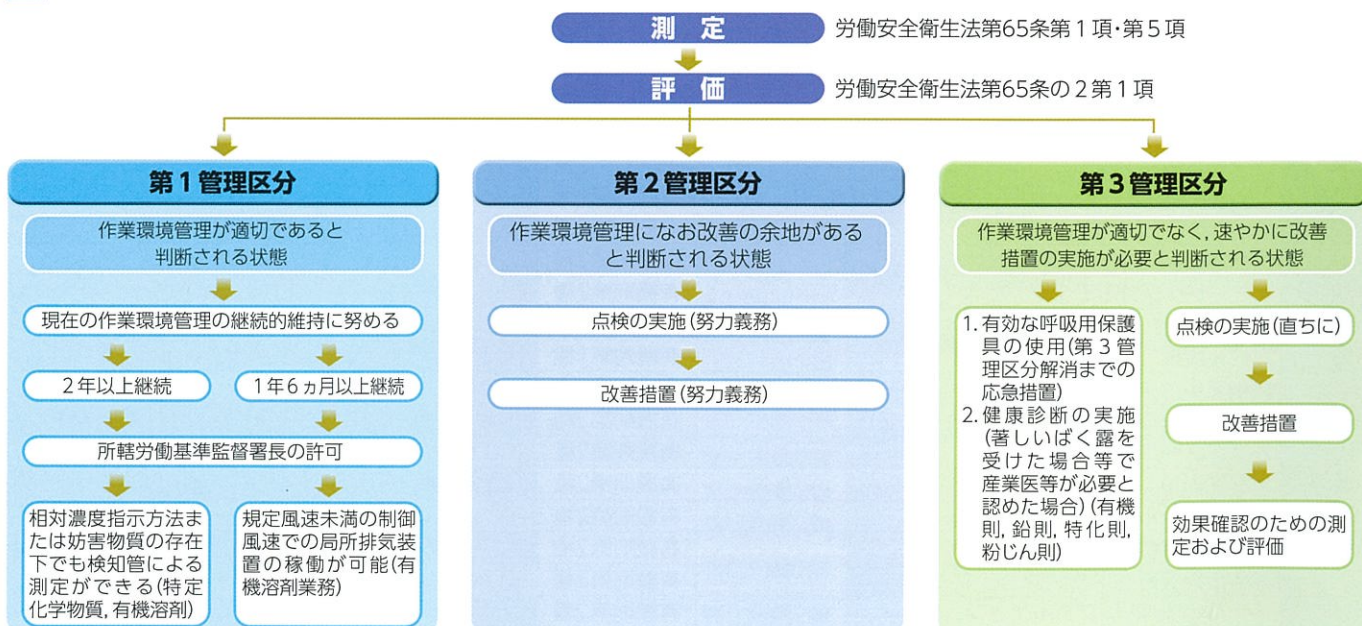 測 定
労働安全衛生法第65条第1項・第5項
評 価
労働安全衛生法第65条の2第1項
第1管理区分
作業環境管理が適切であると
判断される状態
現在の作業環境管理の継続的維持に努める
2年以上継続
1年6ヵ月以上継続
所轄労働基準監督署長の許可
相対濃度指示方法ま
たは妨害物質の存在
下でも検知管による
測定ができる(特定
化学物質,有機溶剤)
規定風速未満の制御
風速での局所排気装
置の稼働が可能(有
機溶剤業務)
第2管理区分
作業環境管理になお改善の余地がある
と判断される状態
点検の実施(努力義務)
改善措置(努力義務)
第3管理区分
作業環境管理が適切でなく,速やかに改善
措置の実施が必要と判断される状態
1. 有効な呼吸用保護
具の使用(第3管
理区分解消までの
応急措置)
2. 健康診断の実施
(著しいばく露を
受けた場合等で
産業医等が必要と
認めた場合)(有機
則,鉛則,特化則,
粉じん則)
点検の実施(直ちに)
改善措置
効果確認のための測
定および評価